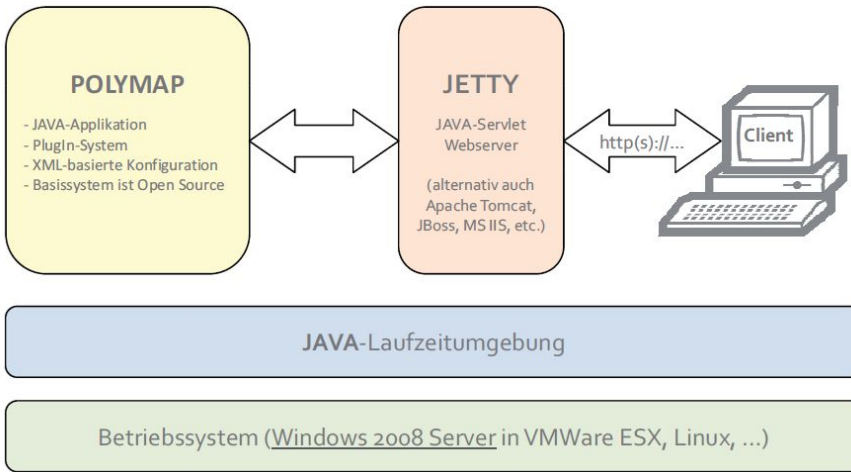 POLYMAP
- JAVA-Applikation
- PlugIn-System
- XML-basierte Konfiguration
- Basissystem ist Open Source
JETTY
JAVA-Servlet
Webserver
(alternativ auch
Apache Tomcat,
JBoss, MS IIS, etc.)
http(s)://...
Client
JAVA-Laufzeitumgebung
Betriebssystem (Windows 2008 Server in VMWare ESX, Linux, ...)